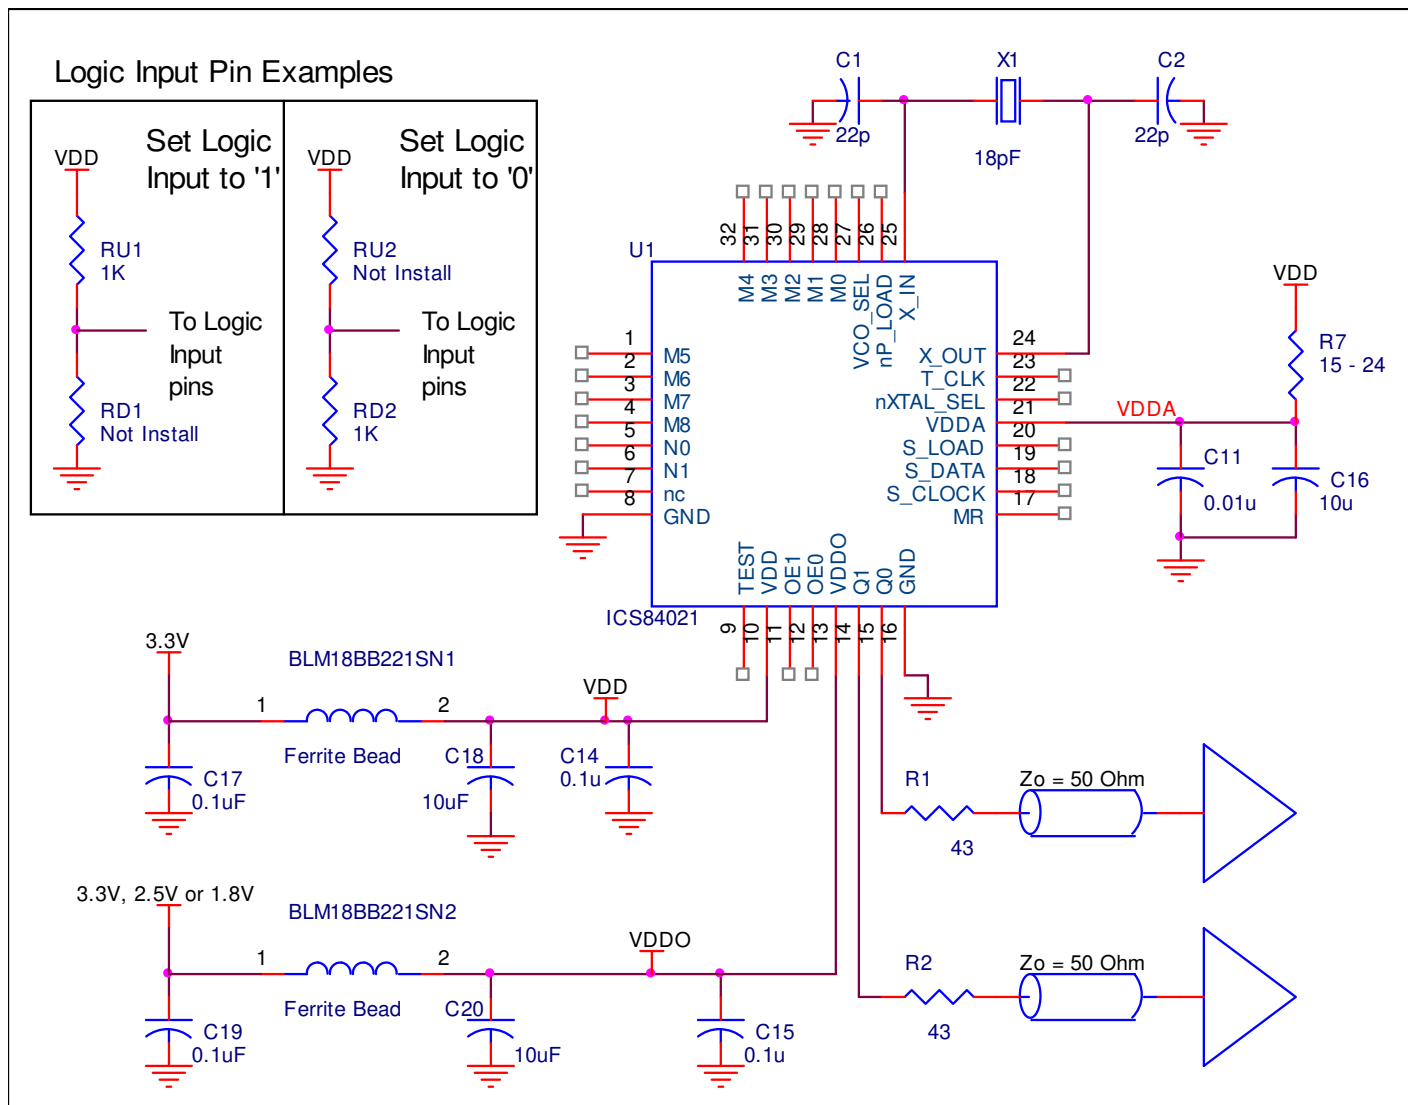 Logic Input Pin Examples
Set Logic
Input to '1'
VDD
RU1
1K
To Logic
Input
pins
RD1
Not Install
Set Logic
Input to '0'
VDD
RU2
Not Install
To Logic
Input
pins
RD2
1K
C1
22p
X1
18pF
C2
22p
U1
ICS84021
32
31
30
29
28
27
26
25
M4
M3
M2
M1
M0
VCO_SEL
nP_LOAD
X_IN
1
M5
2
M6
3
M7
4
M8
5
N0
6
N1
7
nc
8
GND
24
X_OUT
23
T_CLK
22
nXTAL_SEL
21
VDDA
20
S_LOAD
19
S_DATA
18
S_CLOCK
17
MR
TEST
VDD
OE1
OE0
VDDO
Q1
Q0
GND
9
10
11
12
13
14
15
16
VDD
R7
15 - 24
VDDA
C11
0.01u
C16
10u
3.3V
BLM18BB221SN1
1
2
Ferrite Bead
VDD
C17
0.1uF
C18
10uF
C14
0.1u
R1
43
Zo = 50 Ohm
3.3V, 2.5V or 1.8V
BLM18BB221SN2
1
2
Ferrite Bead
VDDO
C19
0.1uF
C20
10uF
C15
0.1u
R2
43
Zo = 50 Ohm